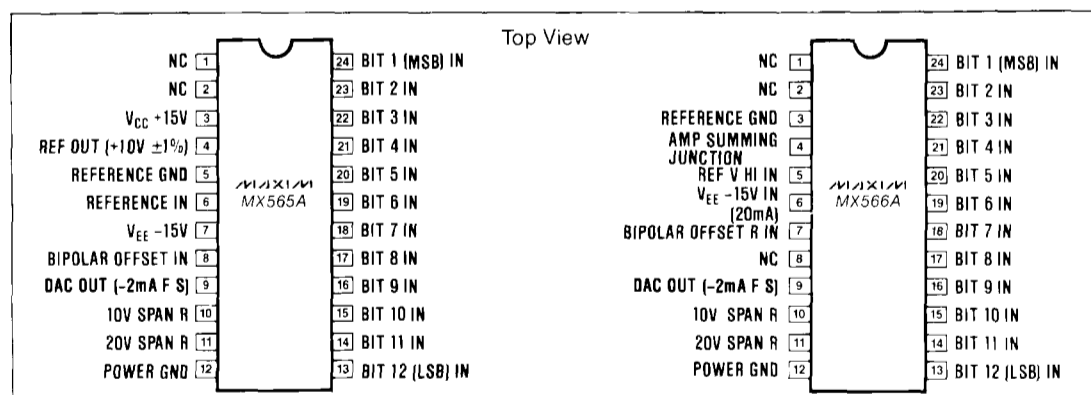 Top View
NC 1
NC 2
VCC +15V 3
REF OUT (+10V ±1%) 4
REFERENCE GND 5
REFERENCE IN 6
VEE -15V 7
BIPOLAR OFFSET IN 8
DAC OUT (-2mA F S) 9
10V SPAN R 10
20V SPAN R 11
POWER GND 12
MAXIM
MX565A
24 BIT 1 (MSB) IN
23 BIT 2 IN
22 BIT 3 IN
21 BIT 4 IN
20 BIT 5 IN
19 BIT 6 IN
18 BIT 7 IN
17 BIT 8 IN
16 BIT 9 IN
15 BIT 10 IN
14 BIT 11 IN
13 BIT 12 (LSB) IN
NC 1
NC 2
REFERENCE GND 3
AMP SUMMING 4
JUNCTION
REF V HI IN 5
VEE -15V IN 6
(20mA)
BIPOLAR OFFSET R IN 7
NC 8
DAC OUT (-2mA F S) 9
10V SPAN R 10
20V SPAN R 11
POWER GND 12
MAXIM
MX566A
24 BIT 1 (MSB) IN
23 BIT 2 IN
22 BIT 3 IN
21 BIT 4 IN
20 BIT 5 IN
19 BIT 6 IN
18 BIT 7 IN
17 BIT 8 IN
16 BIT 9 IN
15 BIT 10 IN
14 BIT 11 IN
13 BIT 12 (LSB) IN